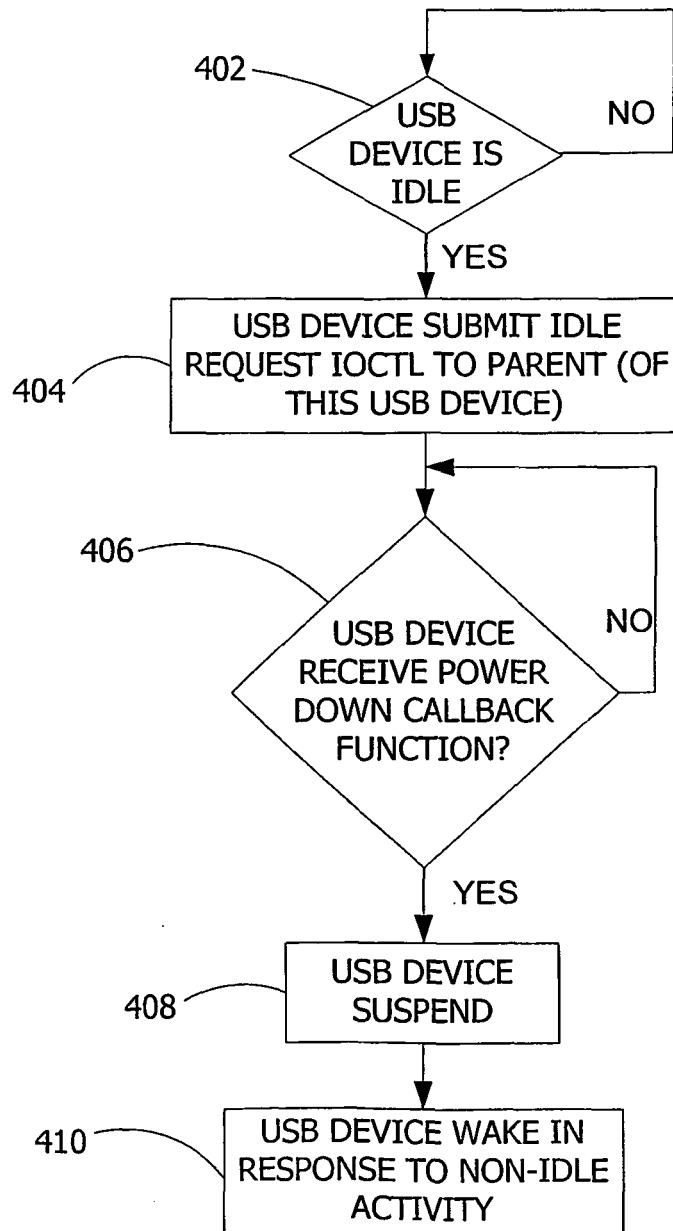 402
USB
DEVICE IS
IDLE
NO
YES
USB DEVICE SUBMIT IDLE
REQUEST IOCTL TO PARENT (OF
THIS USB DEVICE)
404
406
USB DEVICE
RECEIVE POWER
DOWN CALLBACK
FUNCTION?
NO
YES
USB DEVICE
SUSPEND
408
410
USB DEVICE WAKE IN
RESPONSE TO NON-IDLE
ACTIVITY